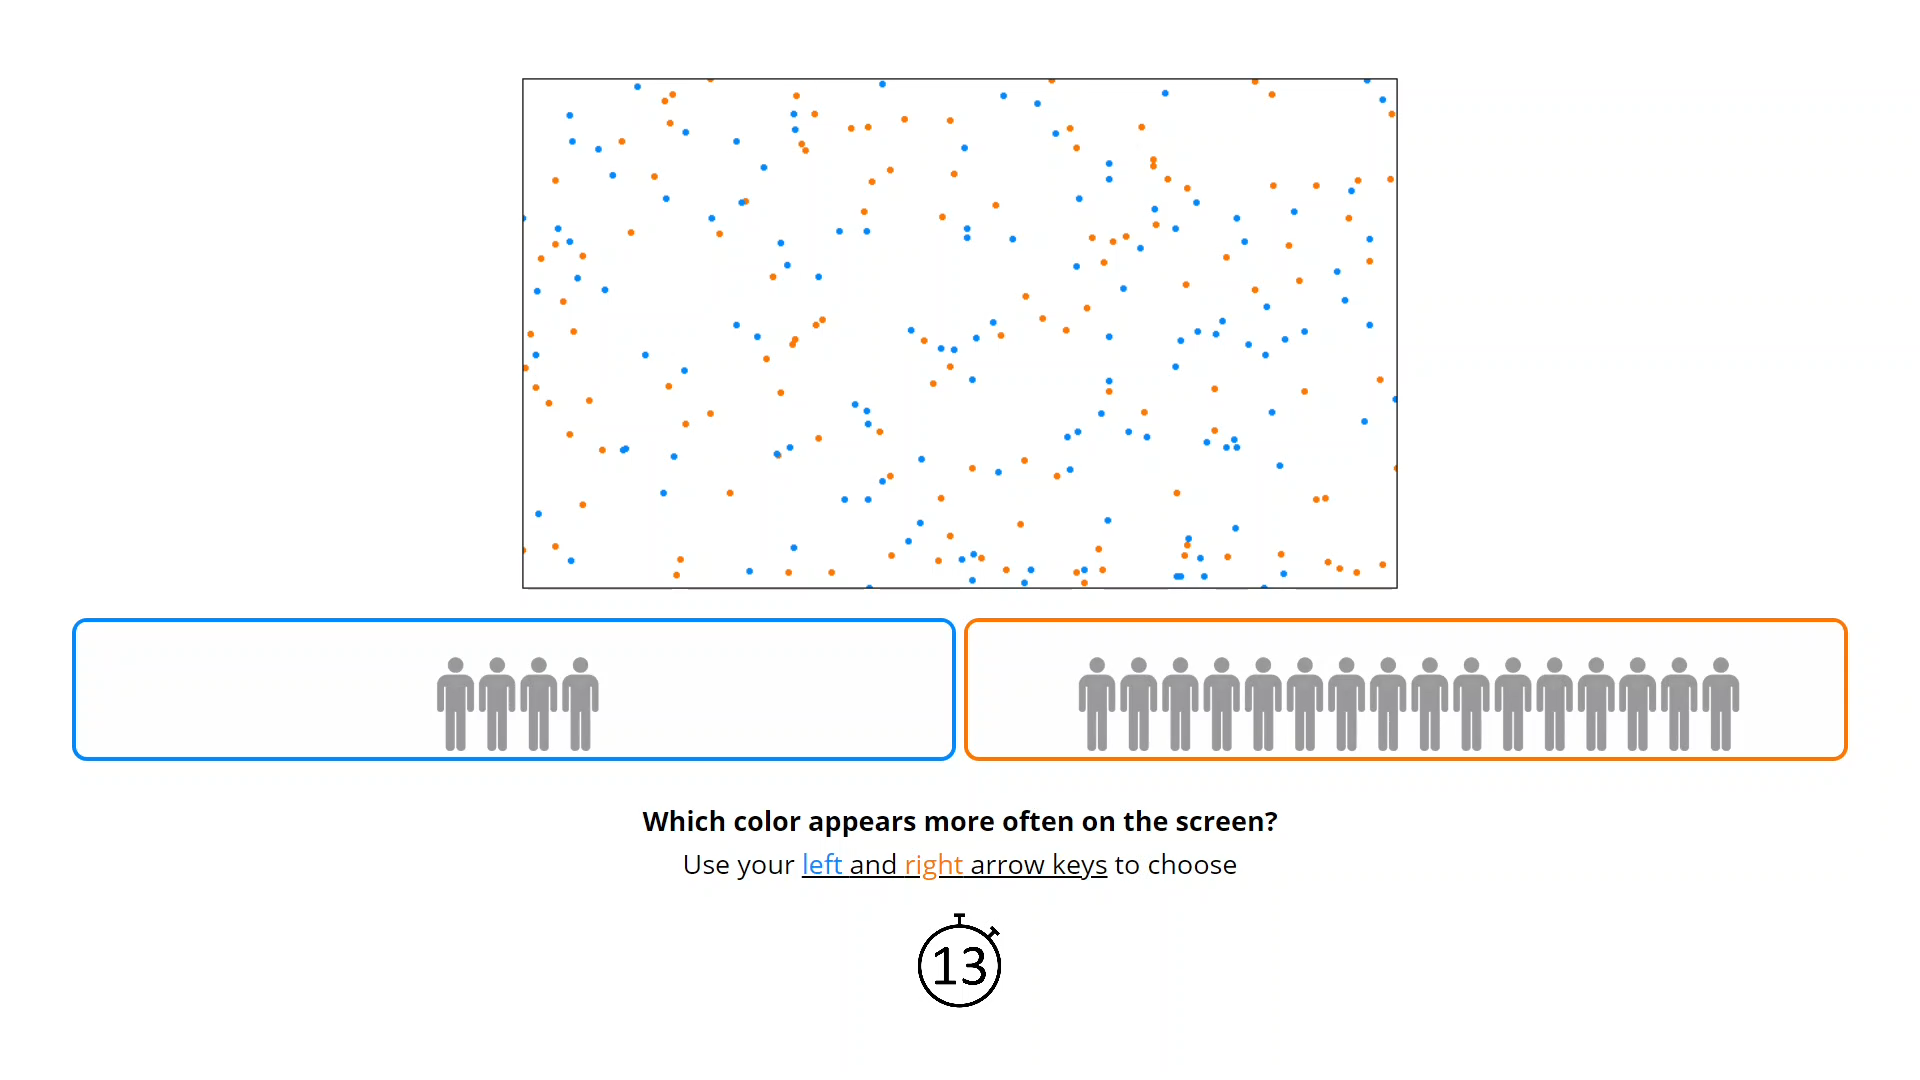 Which color appears more often on the screen?
Use your left and right arrow keys to choose
13